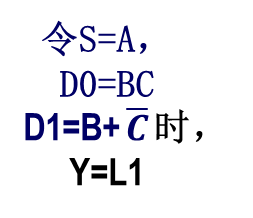 令S=A,
D0=BC
D1=B+C̅时,
Y=L1